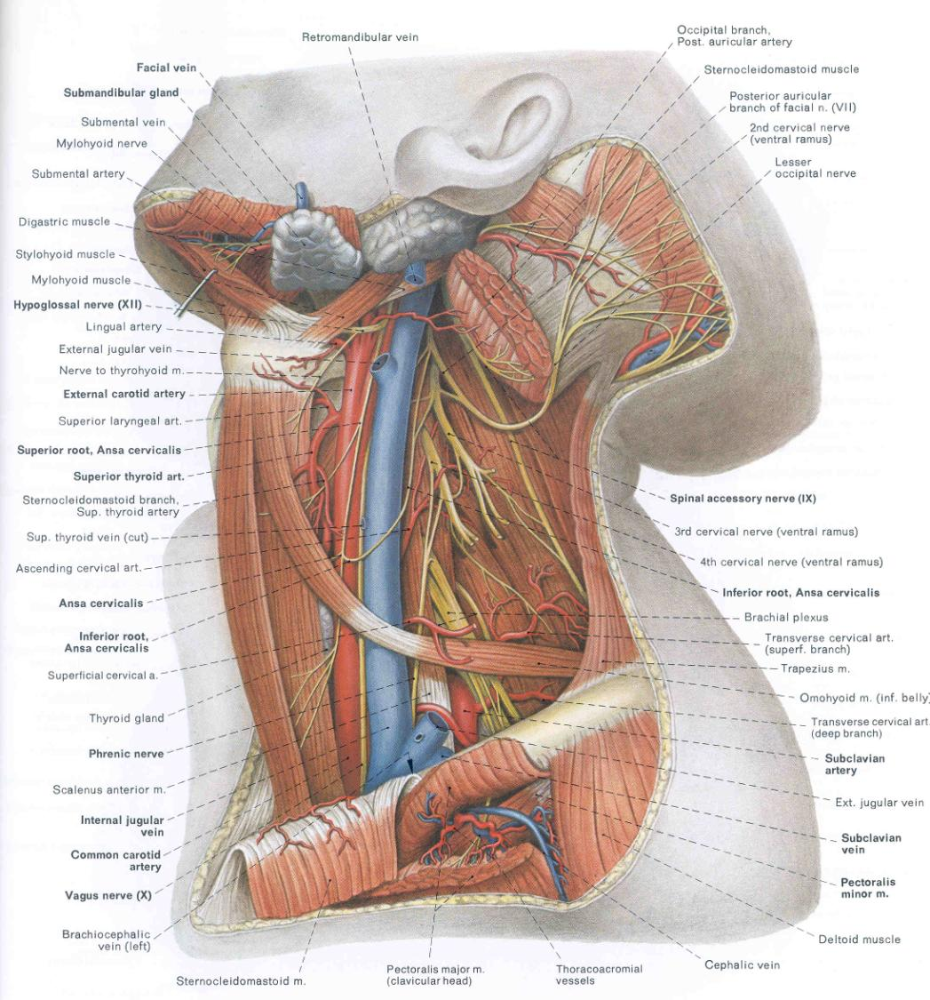 Retromandibular vein
Facial vein
Submandibular gland
Submental vein
Mylohyoid nerve
Submental artery
Digastric muscle
Stylohyoid muscle
Mylohyoid muscle
Hypoglossal nerve (XII)
Lingual artery
External jugular vein
Nerve to thyrohyoid m.
External carotid artery
Superior laryngeal art.
Superior root, Ansa cervicalis
Superior thyroid art.
Sternocleidomastoid branch,
Sup. thyroid artery
Sup. thyroid vein (cut)
Ascending cervical art.
Ansa cervicalis
Inferior root,
Ansa cervicalis
Superficial cervical a.
Thyroid gland
Phrenic nerve
Scalenus anterior m.
Internal jugular
vein
Common carotid
artery
Vagus nerve (X)
Brachiocephalic
vein (left)
Sternocleidomastoid m.
Pectoralis major m.
(clavicular head)
Thoracoacromial
vessels
Occipital branch,
Post. auricular artery
Sternocleidomastoid muscle
Posterior auricular
branch of facial n. (VII)
2nd cervical nerve
(ventral ramus)
Lesser
occipital nerve
Spinal accessory nerve (IX)
3rd cervical nerve (ventral ramus)
4th cervical nerve (ventral ramus)
Inferior root, Ansa cervicalis
Brachial plexus
Transverse cervical art.
(superf. branch)
Trapezius m.
Omohyoid m. (inf. belly)
Transverse cervical art
(deep branch)
Subclavian
artery
Ext. jugular vein
Subclavian
vein
Pectoralis
minor m.
Deltoid muscle
Cephalic vein